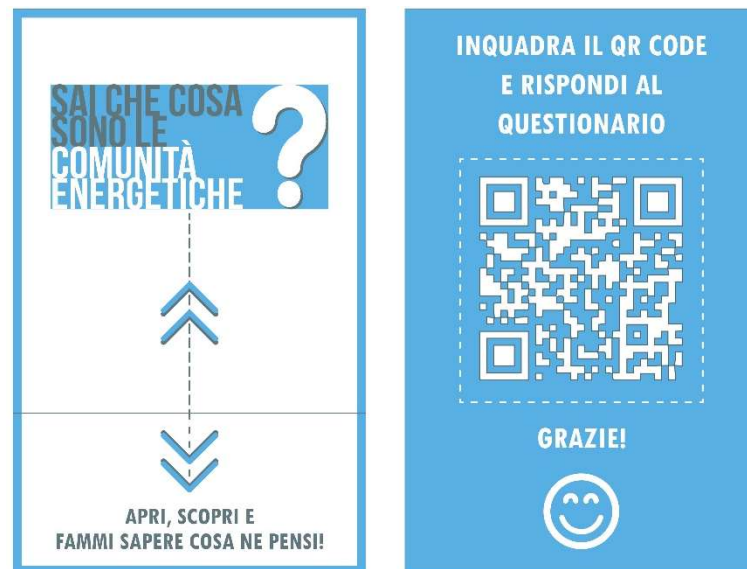 SAI CHE COSA
SONO LE
COMUNITÀ
ENERGETICHE ?
APRI, SCOPRI E
FAMMI SAPERE COSA NE PENSI!
INQUADRA IL QR CODE
E RISPONDI AL
QUESTIONARIO
GRAZIE!